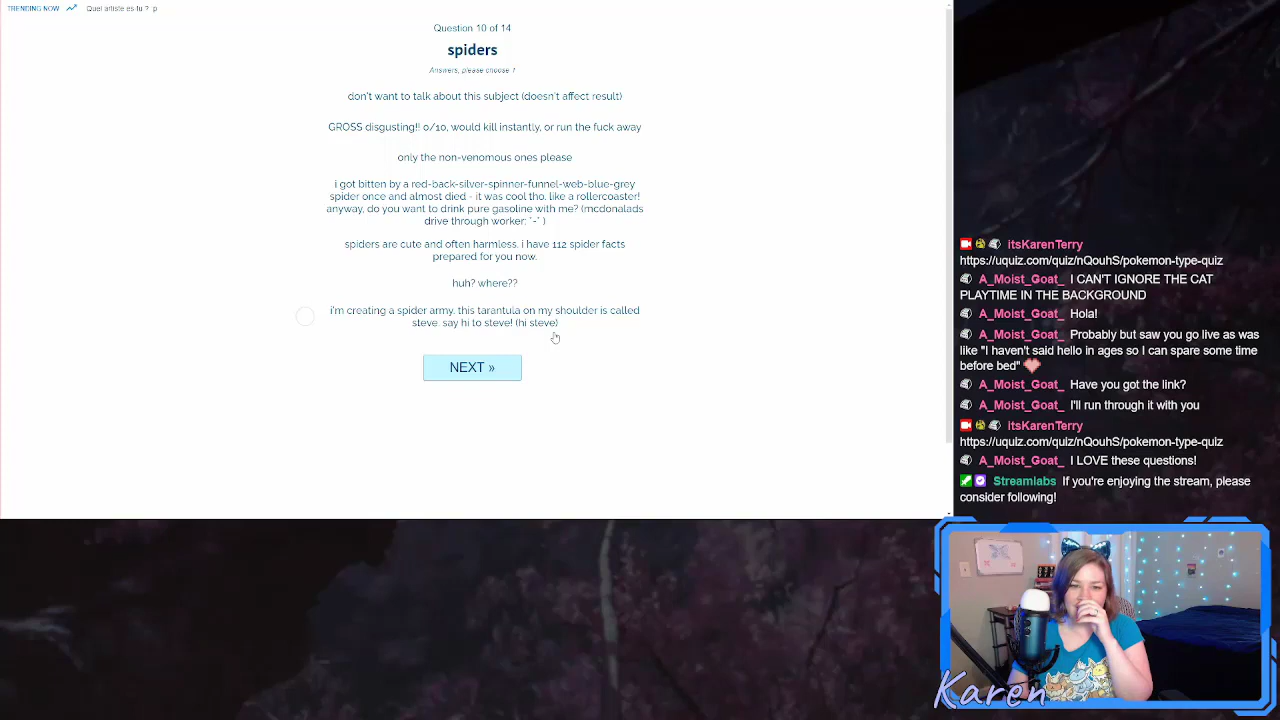 TRENDING NOW Quel artiste es-tu ? :p
Question 10 of 14
spiders
Answers, please choose 1
don't want to talk about this subject (doesn't affect result)
GROSS disgusting!! 0/10, would kill instantly, or run the fuck away
only the non-venomous ones please
i got bitten by a red-back-silver-spinner-funnel-web-blue-grey
spider once and almost died - it was cool tho. like a rollercoaster!
anyway, do you want to drink pure gasoline with me? (mcdonalads
drive through worker: ˚-˚ )
spiders are cute and often harmless. i have 112 spider facts
prepared for you now.
huh? where??
i'm creating a spider army. this tarantula on my shoulder is called
steve. say hi to steve! (hi steve)
NEXT »
itsKarenTerry
https://uquiz.com/quiz/nQouhS/pokemon-type-quiz
A_Moist_Goat_ I CAN'T IGNORE THE CAT
PLAYTIME IN THE BACKGROUND
A_Moist_Goat_ Hola!
A_Moist_Goat_ Probably but saw you go live as was
like "I haven't said hello in ages so I can spare some time
before bed"
A_Moist_Goat_ Have you got the link?
A_Moist_Goat_ I'll run through it with you
itsKarenTerry
https://uquiz.com/quiz/nQouhS/pokemon-type-quiz
A_Moist_Goat_ I LOVE these questions!
Streamlabs If you're enjoying the stream, please
consider following!
Karen